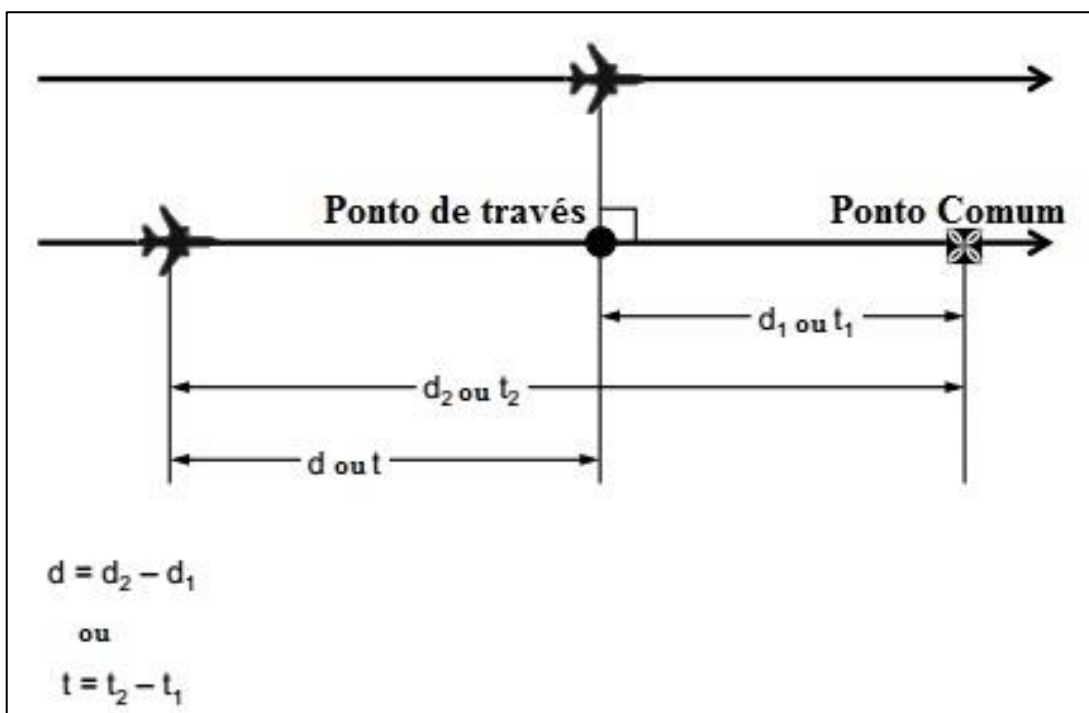 Ponto de través
Ponto Comum
d₁ ou t₁
d₂ ou t₂
d ou t
d = d₂ – d₁
ou
t = t₂ – t₁